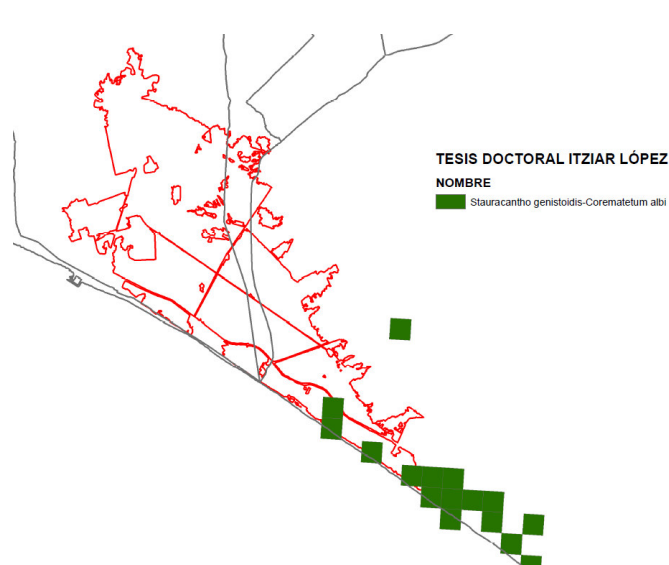 TESIS DOCTORAL ITZIAR LÓPEZ
NOMBRE
Stauracantho genistoidis-Corematetum albi